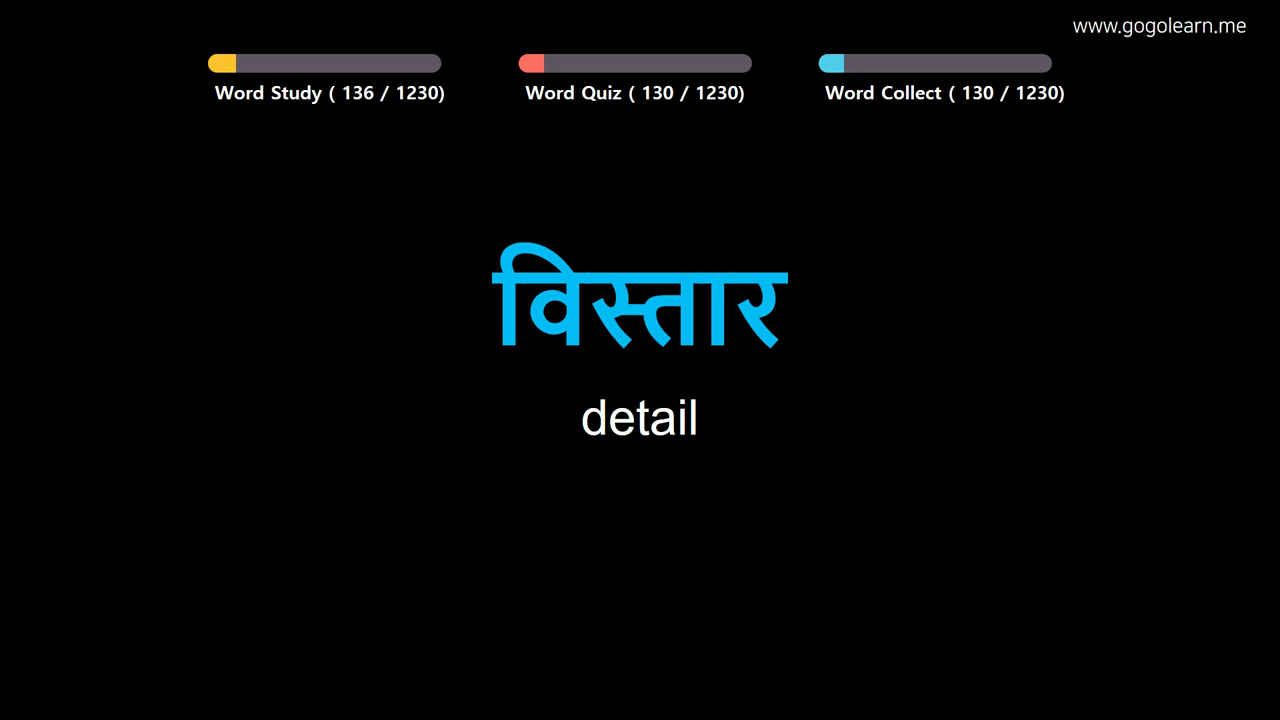 www.gogolearn.me
Word Study ( 136 / 1230)
Word Quiz ( 130 / 1230)
Word Collect ( 130 / 1230)
विस्तार
detail